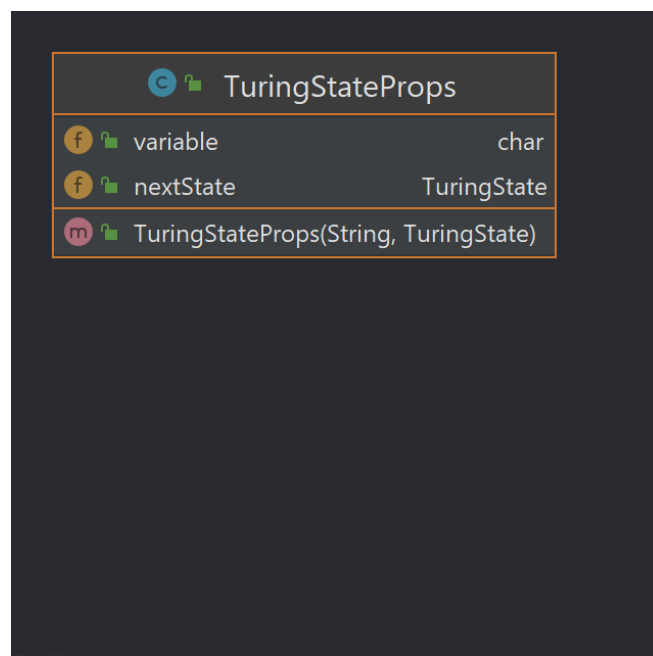 C TuringStateProps
f variable char
f nextState TuringState
m TuringStateProps(String, TuringState)